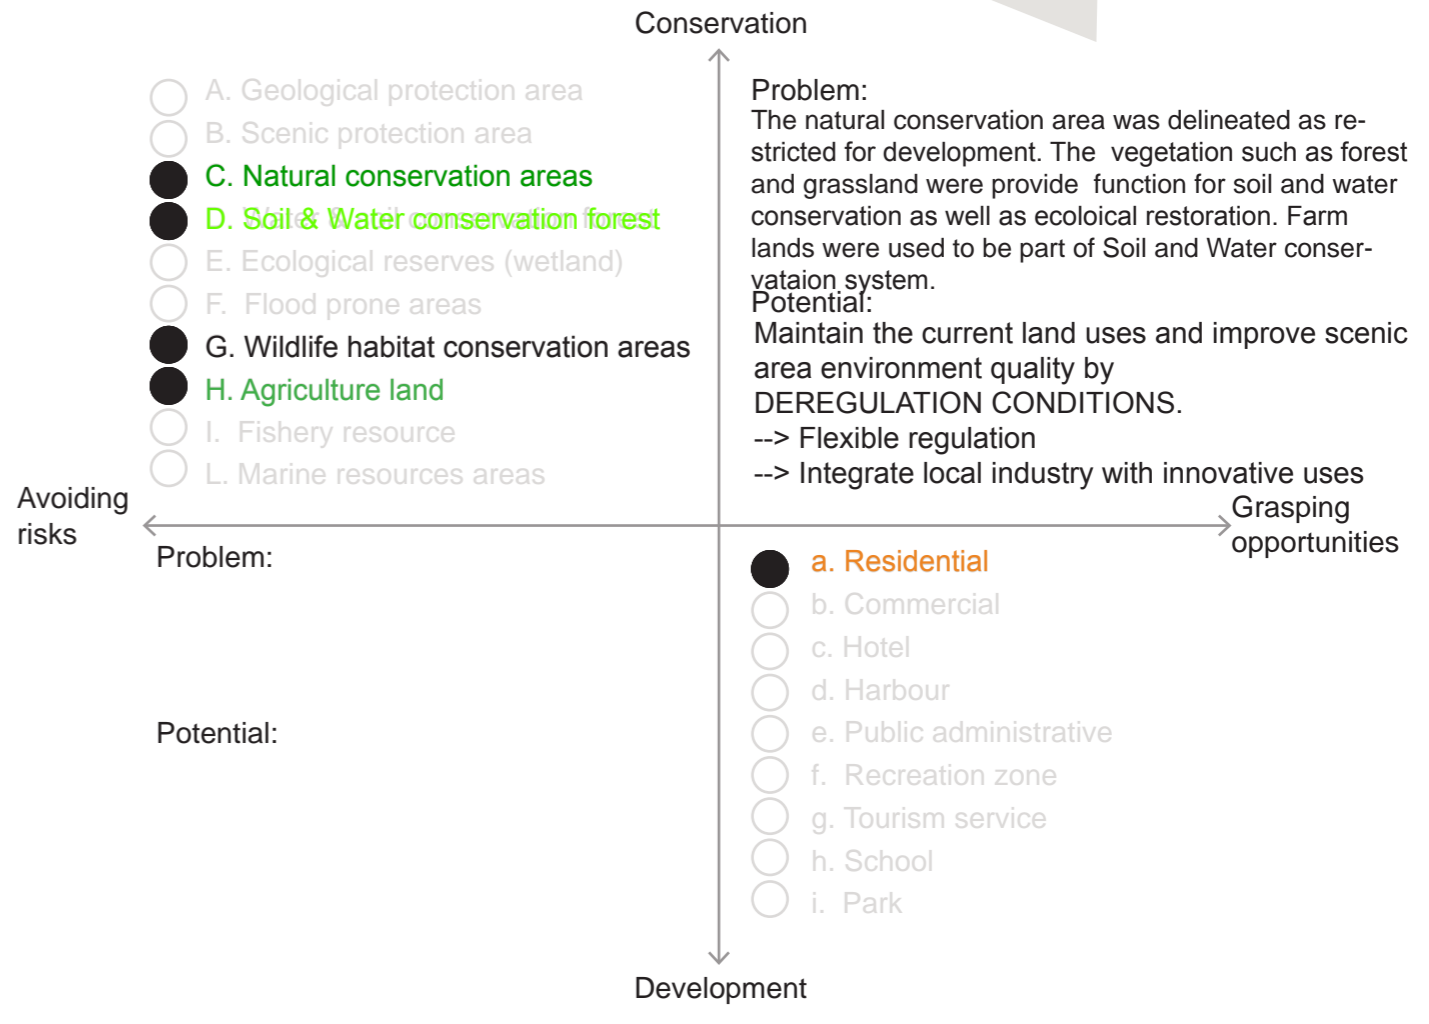 Conservation
A. Geological protection area
B. Scenic protection area
C. Natural conservation areas
D. Soil & Water conservation forest
Water & Soil conservation forest
E. Ecological reserves (wetland)
F. Flood prone areas
G. Wildlife habitat conservation areas
H. Agriculture land
I. Fishery resource
L. Marine resources areas
Problem:
The natural conservation area was delineated as re-
stricted for development. The vegetation such as forest
and grassland were provide function for soil and water
conservation as well as ecoloical restoration. Farm
lands were used to be part of Soil and Water conser-
vataion system.
Potential:
Maintain the current land uses and improve scenic
area environment quality by
DEREGULATION CONDITIONS.
--> Flexible regulation
--> Integrate local industry with innovative uses
Avoiding
risks
Grasping
opportunities
Problem:
Potential:
a. Residential
b. Commercial
c. Hotel
d. Harbour
e. Public administrative
f. Recreation zone
g. Tourism service
h. School
i. Park
Development